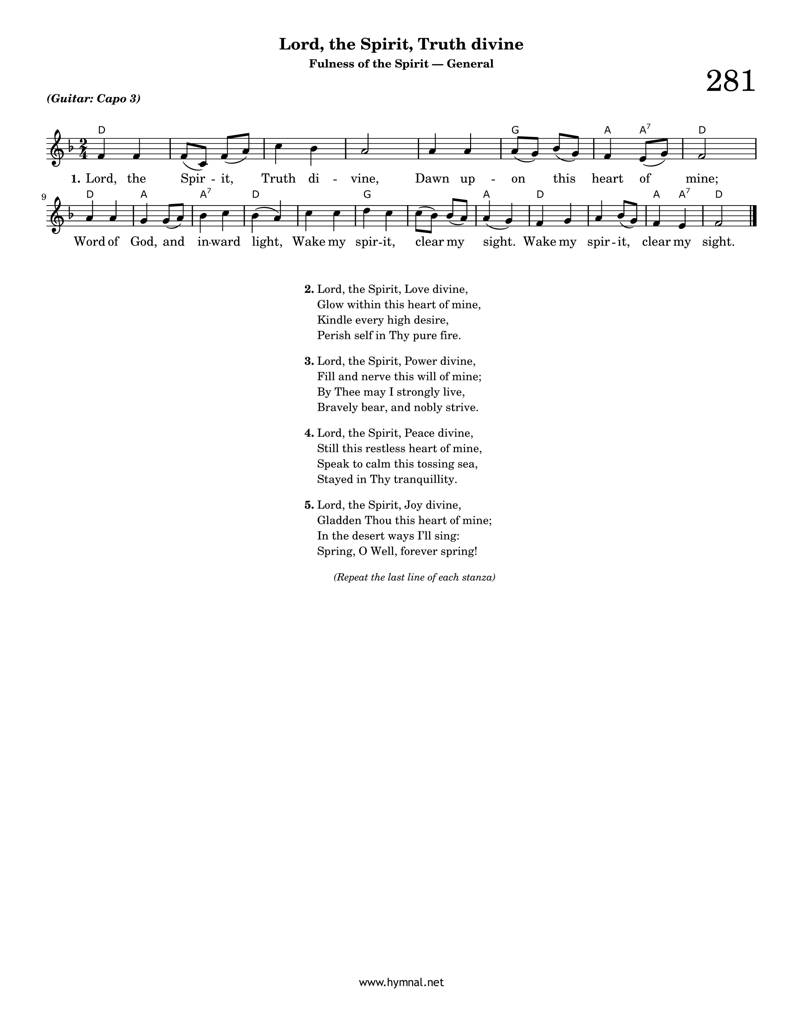 Lord, the Spirit, Truth divine
Fulness of the Spirit — General
281
(Guitar: Capo 3)
D G A A7 D
2
4
1. Lord, the Spir - it, Truth di - vine, Dawn up - on this heart of mine;
9 D A A7 D G A D A A7 D
Word of God, and in-ward light, Wake my spir-it, clear my sight. Wake my spir - it, clear my sight.
2. Lord, the Spirit, Love divine,
Glow within this heart of mine,
Kindle every high desire,
Perish self in Thy pure fire.
3. Lord, the Spirit, Power divine,
Fill and nerve this will of mine;
By Thee may I strongly live,
Bravely bear, and nobly strive.
4. Lord, the Spirit, Peace divine,
Still this restless heart of mine,
Speak to calm this tossing sea,
Stayed in Thy tranquillity.
5. Lord, the Spirit, Joy divine,
Gladden Thou this heart of mine;
In the desert ways I'll sing:
Spring, O Well, forever spring!
(Repeat the last line of each stanza)
www.hymnal.net